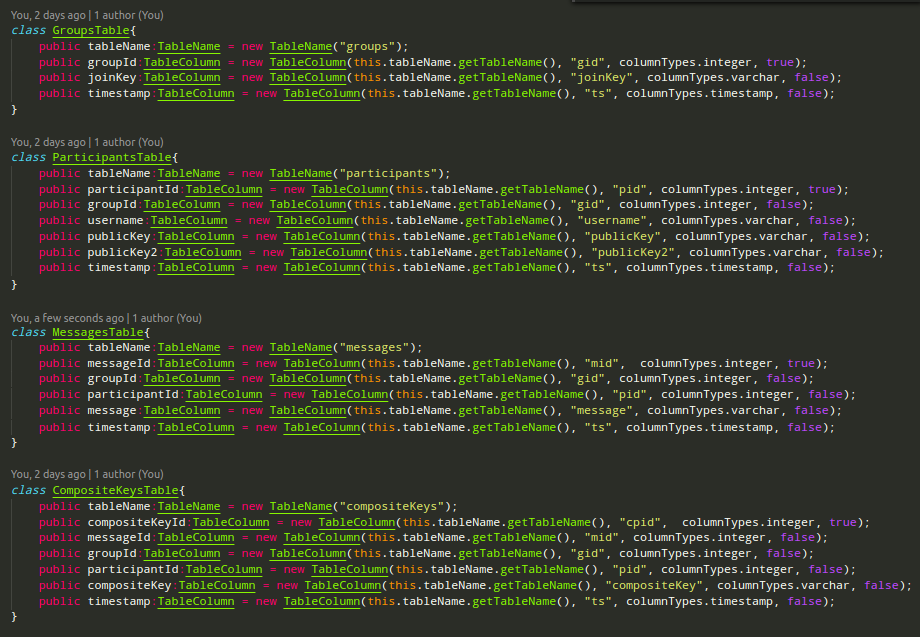 You, 2 days ago | 1 author (You)
class GroupsTable{
public tableName:TableName = new TableName("groups");
public groupId:TableColumn = new TableColumn(this.tableName.getTableName(), "gid", columnTypes.integer, true);
public joinKey:TableColumn = new TableColumn(this.tableName.getTableName(), "joinKey", columnTypes.varchar, false);
public timestamp:TableColumn = new TableColumn(this.tableName.getTableName(), "ts", columnTypes.timestamp, false);
}
You, 2 days ago | 1 author (You)
class ParticipantsTable{
public tableName:TableName = new TableName("participants");
public participantId:TableColumn = new TableColumn(this.tableName.getTableName(), "pid", columnTypes.integer, true);
public groupId:TableColumn = new TableColumn(this.tableName.getTableName(), "gid", columnTypes.integer, false);
public username:TableColumn = new TableColumn(this.tableName.getTableName(), "username", columnTypes.varchar, false);
public publicKey:TableColumn = new TableColumn(this.tableName.getTableName(), "publicKey", columnTypes.varchar, false);
public publicKey2:TableColumn = new TableColumn(this.tableName.getTableName(), "publicKey2", columnTypes.varchar, false);
public timestamp:TableColumn = new TableColumn(this.tableName.getTableName(), "ts", columnTypes.timestamp, false);
}
You, a few seconds ago | 1 author (You)
class MessagesTable{
public tableName:TableName = new TableName("messages");
public messageId:TableColumn = new TableColumn(this.tableName.getTableName(), "mid",  columnTypes.integer, true);
public groupId:TableColumn = new TableColumn(this.tableName.getTableName(), "gid", columnTypes.integer, false);
public participantId:TableColumn = new TableColumn(this.tableName.getTableName(), "pid", columnTypes.integer, false);
public message:TableColumn = new TableColumn(this.tableName.getTableName(), "message", columnTypes.varchar, false);
public timestamp:TableColumn = new TableColumn(this.tableName.getTableName(), "ts", columnTypes.timestamp, false);
}
You, 2 days ago | 1 author (You)
class CompositeKeysTable{
public tableName:TableName = new TableName("compositeKeys");
public compositeKeyId:TableColumn = new TableColumn(this.tableName.getTableName(), "cpid",  columnTypes.integer, true);
public messageId:TableColumn = new TableColumn(this.tableName.getTableName(), "mid", columnTypes.integer, false);
public groupId:TableColumn = new TableColumn(this.tableName.getTableName(), "gid", columnTypes.integer, false);
public participantId:TableColumn = new TableColumn(this.tableName.getTableName(), "pid", columnTypes.integer, false);
public compositeKey:TableColumn = new TableColumn(this.tableName.getTableName(), "compositeKey", columnTypes.varchar, false);
public timestamp:TableColumn = new TableColumn(this.tableName.getTableName(), "ts", columnTypes.timestamp, false);
}